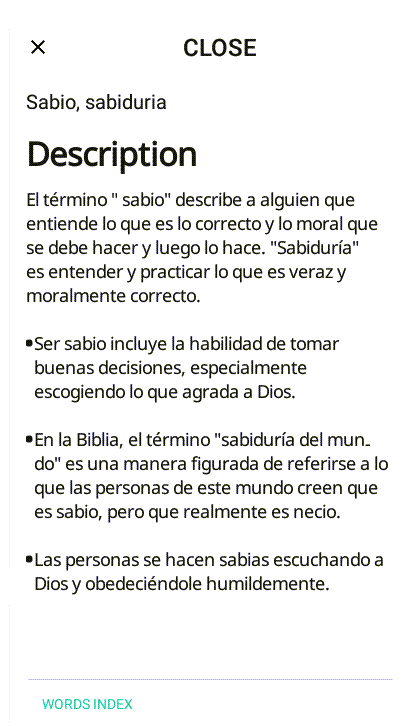 CLOSE
Sabio, sabiduria
Description
El término " sabio" describe a alguien que
entiende lo que es lo correcto y lo moral que
se debe hacer y luego lo hace. "Sabiduría"
es entender y practicar lo que es veraz y
moralmente correcto.
•Ser sabio incluye la habilidad de tomar
buenas decisiones, especialmente
escogiendo lo que agrada a Dios.
•En la Biblia, el término "sabiduría del mun-
do" es una manera figurada de referirse a lo
que las personas de este mundo creen que
es sabio, pero que realmente es necio.
•Las personas se hacen sabias escuchando a
Dios y obedeciéndole humildemente.
WORDS INDEX